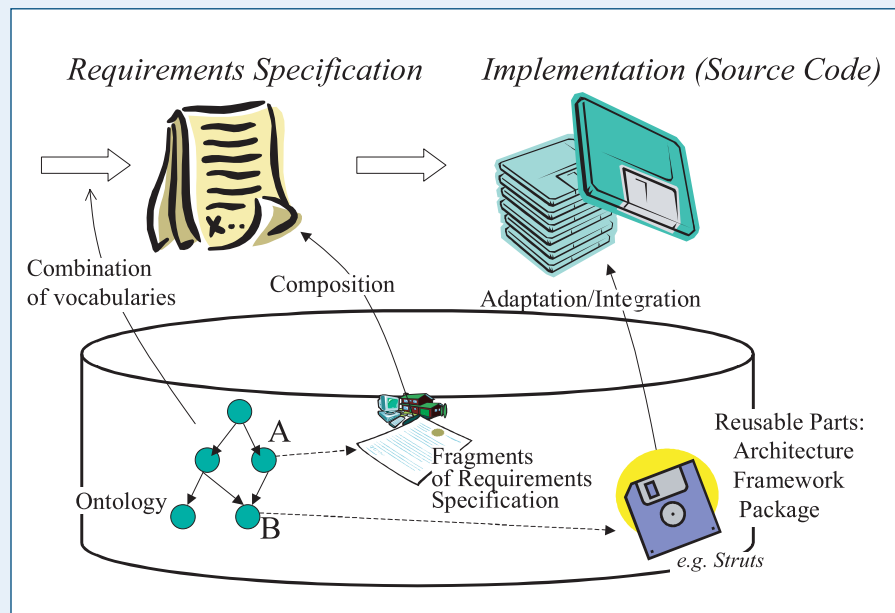 Requirements Specification
Implementation (Source Code)
Combination
of vocabularies
Composition
Adaptation/Integration
A
Ontology
B
Fragments
of Requirements
Specification
Reusable Parts:
Architecture
Framework
Package
e.g. Struts